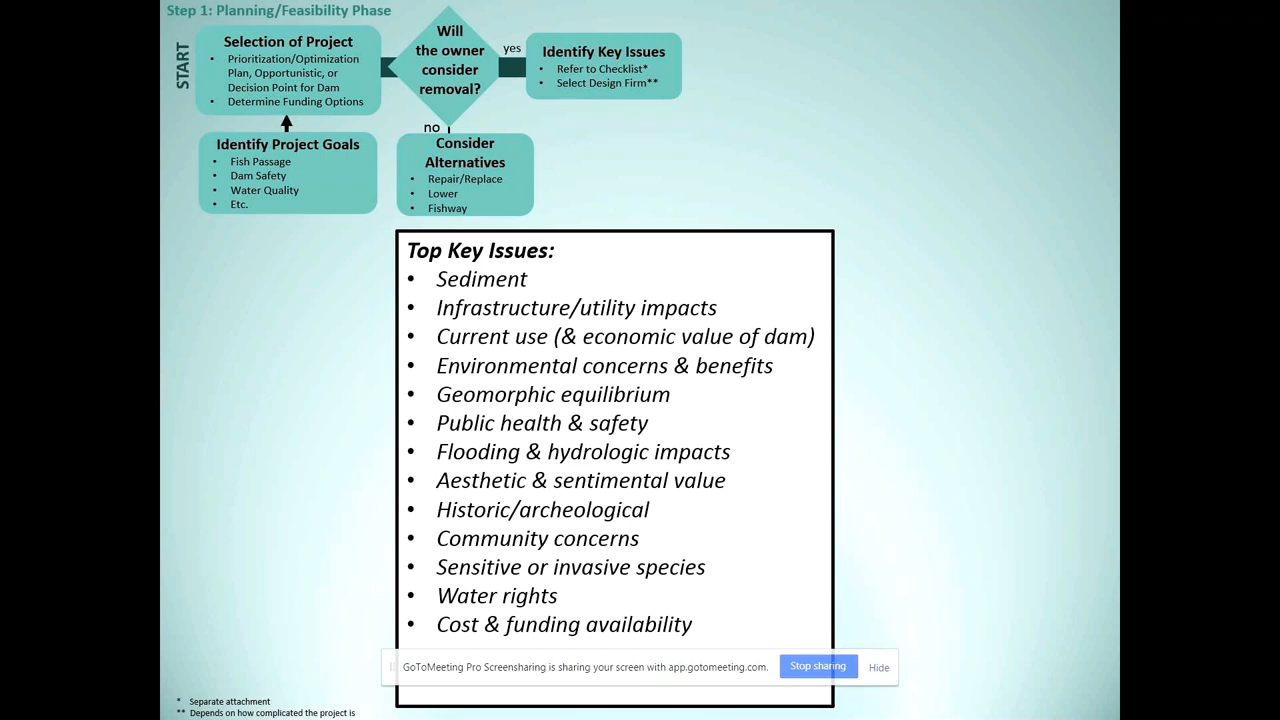 Step 1: Planning/Feasibility Phase
START
Selection of Project
• Prioritization/Optimization
Plan, Opportunistic, or
Decision Point for Dam
• Determine Funding Options
Will
the owner
consider
removal?
yes
Identify Key Issues
• Refer to Checklist*
• Select Design Firm**
no
Identify Project Goals
• Fish Passage
• Dam Safety
• Water Quality
• Etc.
Consider
Alternatives
• Repair/Replace
• Lower
• Fishway
Top Key Issues:
• Sediment
• Infrastructure/utility impacts
• Current use (& economic value of dam)
• Environmental concerns & benefits
• Geomorphic equilibrium
• Public health & safety
• Flooding & hydrologic impacts
• Aesthetic & sentimental value
• Historic/archeological
• Community concerns
• Sensitive or invasive species
• Water rights
• Cost & funding availability
GoToMeeting Pro Screensharing is sharing your screen with app.gotomeeting.com.
Stop sharing
Hide
* Separate attachment
** Depends on how complicated the project is